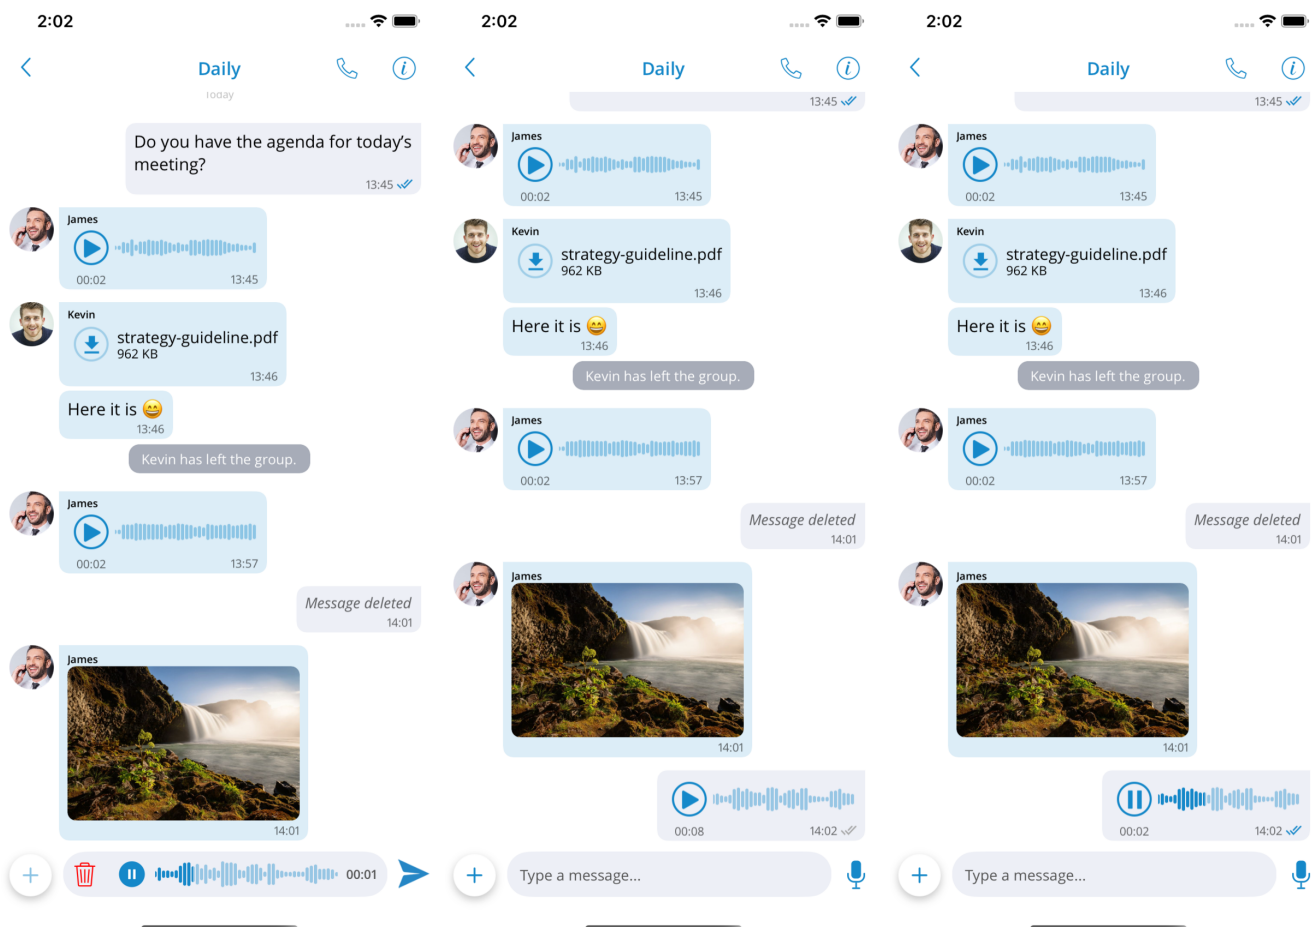 2:02
Daily
Today
Do you have the agenda for today's
meeting?
13:45
James
00:02
13:45
Kevin
strategy-guideline.pdf
962 KB
13:46
Here it is 😄
13:46
Kevin has left the group.
James
00:02
13:57
Message deleted
14:01
James
14:01
00:01
2:02
Daily
13:45
James
00:02
13:45
Kevin
strategy-guideline.pdf
962 KB
13:46
Here it is 😄
13:46
Kevin has left the group.
James
00:02
13:57
Message deleted
14:01
James
14:01
00:08
14:02
Type a message...
2:02
Daily
13:45
James
00:02
13:45
Kevin
strategy-guideline.pdf
962 KB
13:46
Here it is 😄
13:46
Kevin has left the group.
James
00:02
13:57
Message deleted
14:01
James
14:01
00:02
14:02
Type a message...